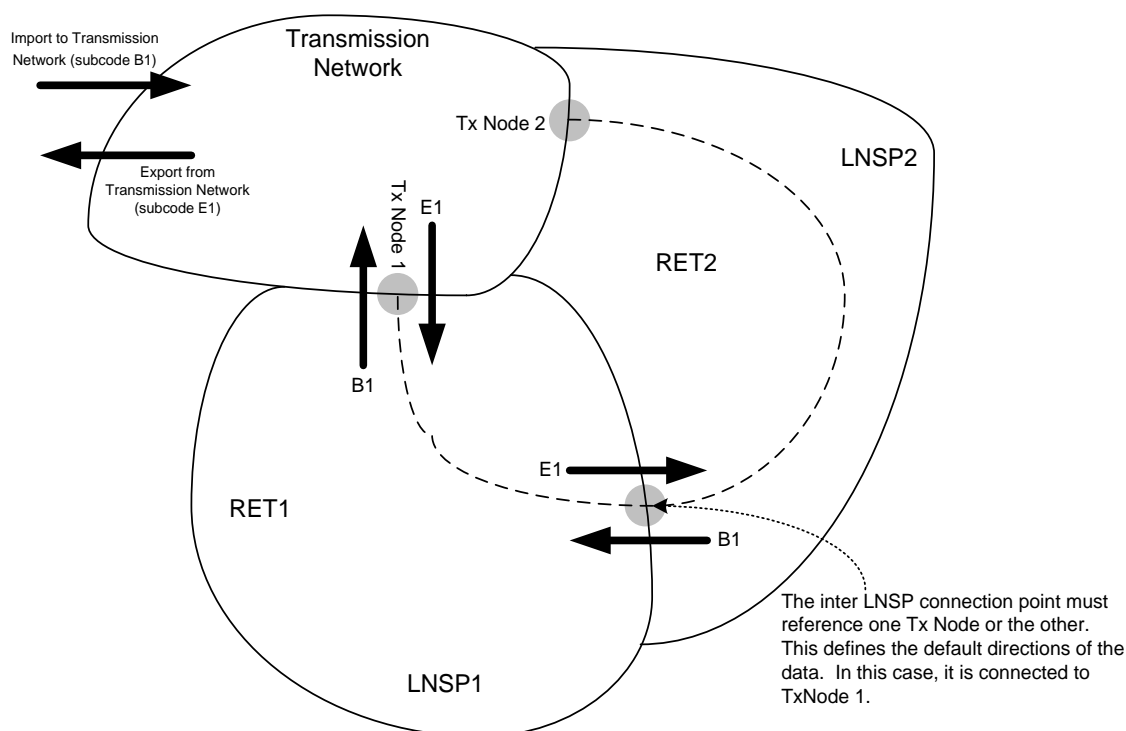 Import to Transmission
Network (subcode B1)
Transmission
Network
Tx Node 2
LNSP2
Export from
Transmission Network
(subcode E1)
Tx Node 1
E1
RET2
B1
E1
RET1
B1
The inter LNSP connection point must
reference one Tx Node or the other.
This defines the default directions of the
data.  In this case, it is connected to
TxNode 1.
LNSP1